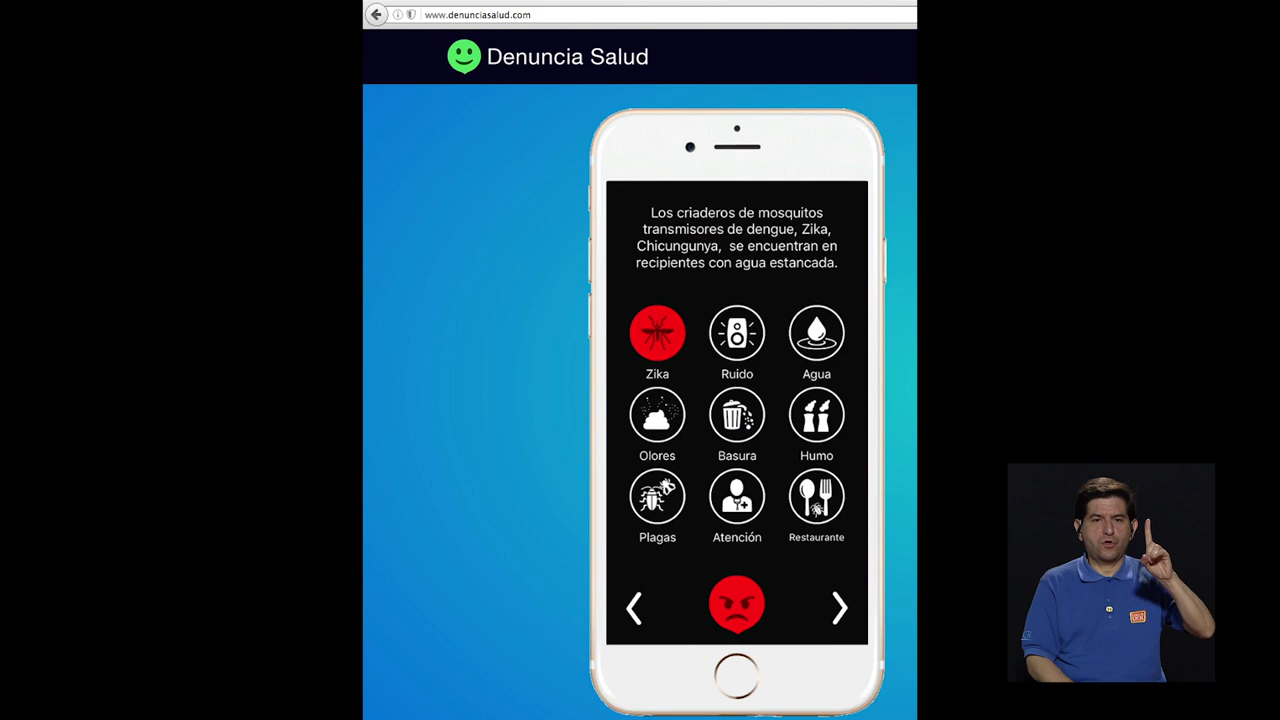 www.denunciasalud.com
Denuncia Salud
Los criaderos de mosquitos
transmisores de dengue, Zika,
Chicungunya, se encuentran en
recipientes con agua estancada.
Zika
Ruido
Agua
Olores
Basura
Humo
Plagas
Atención
Restaurante